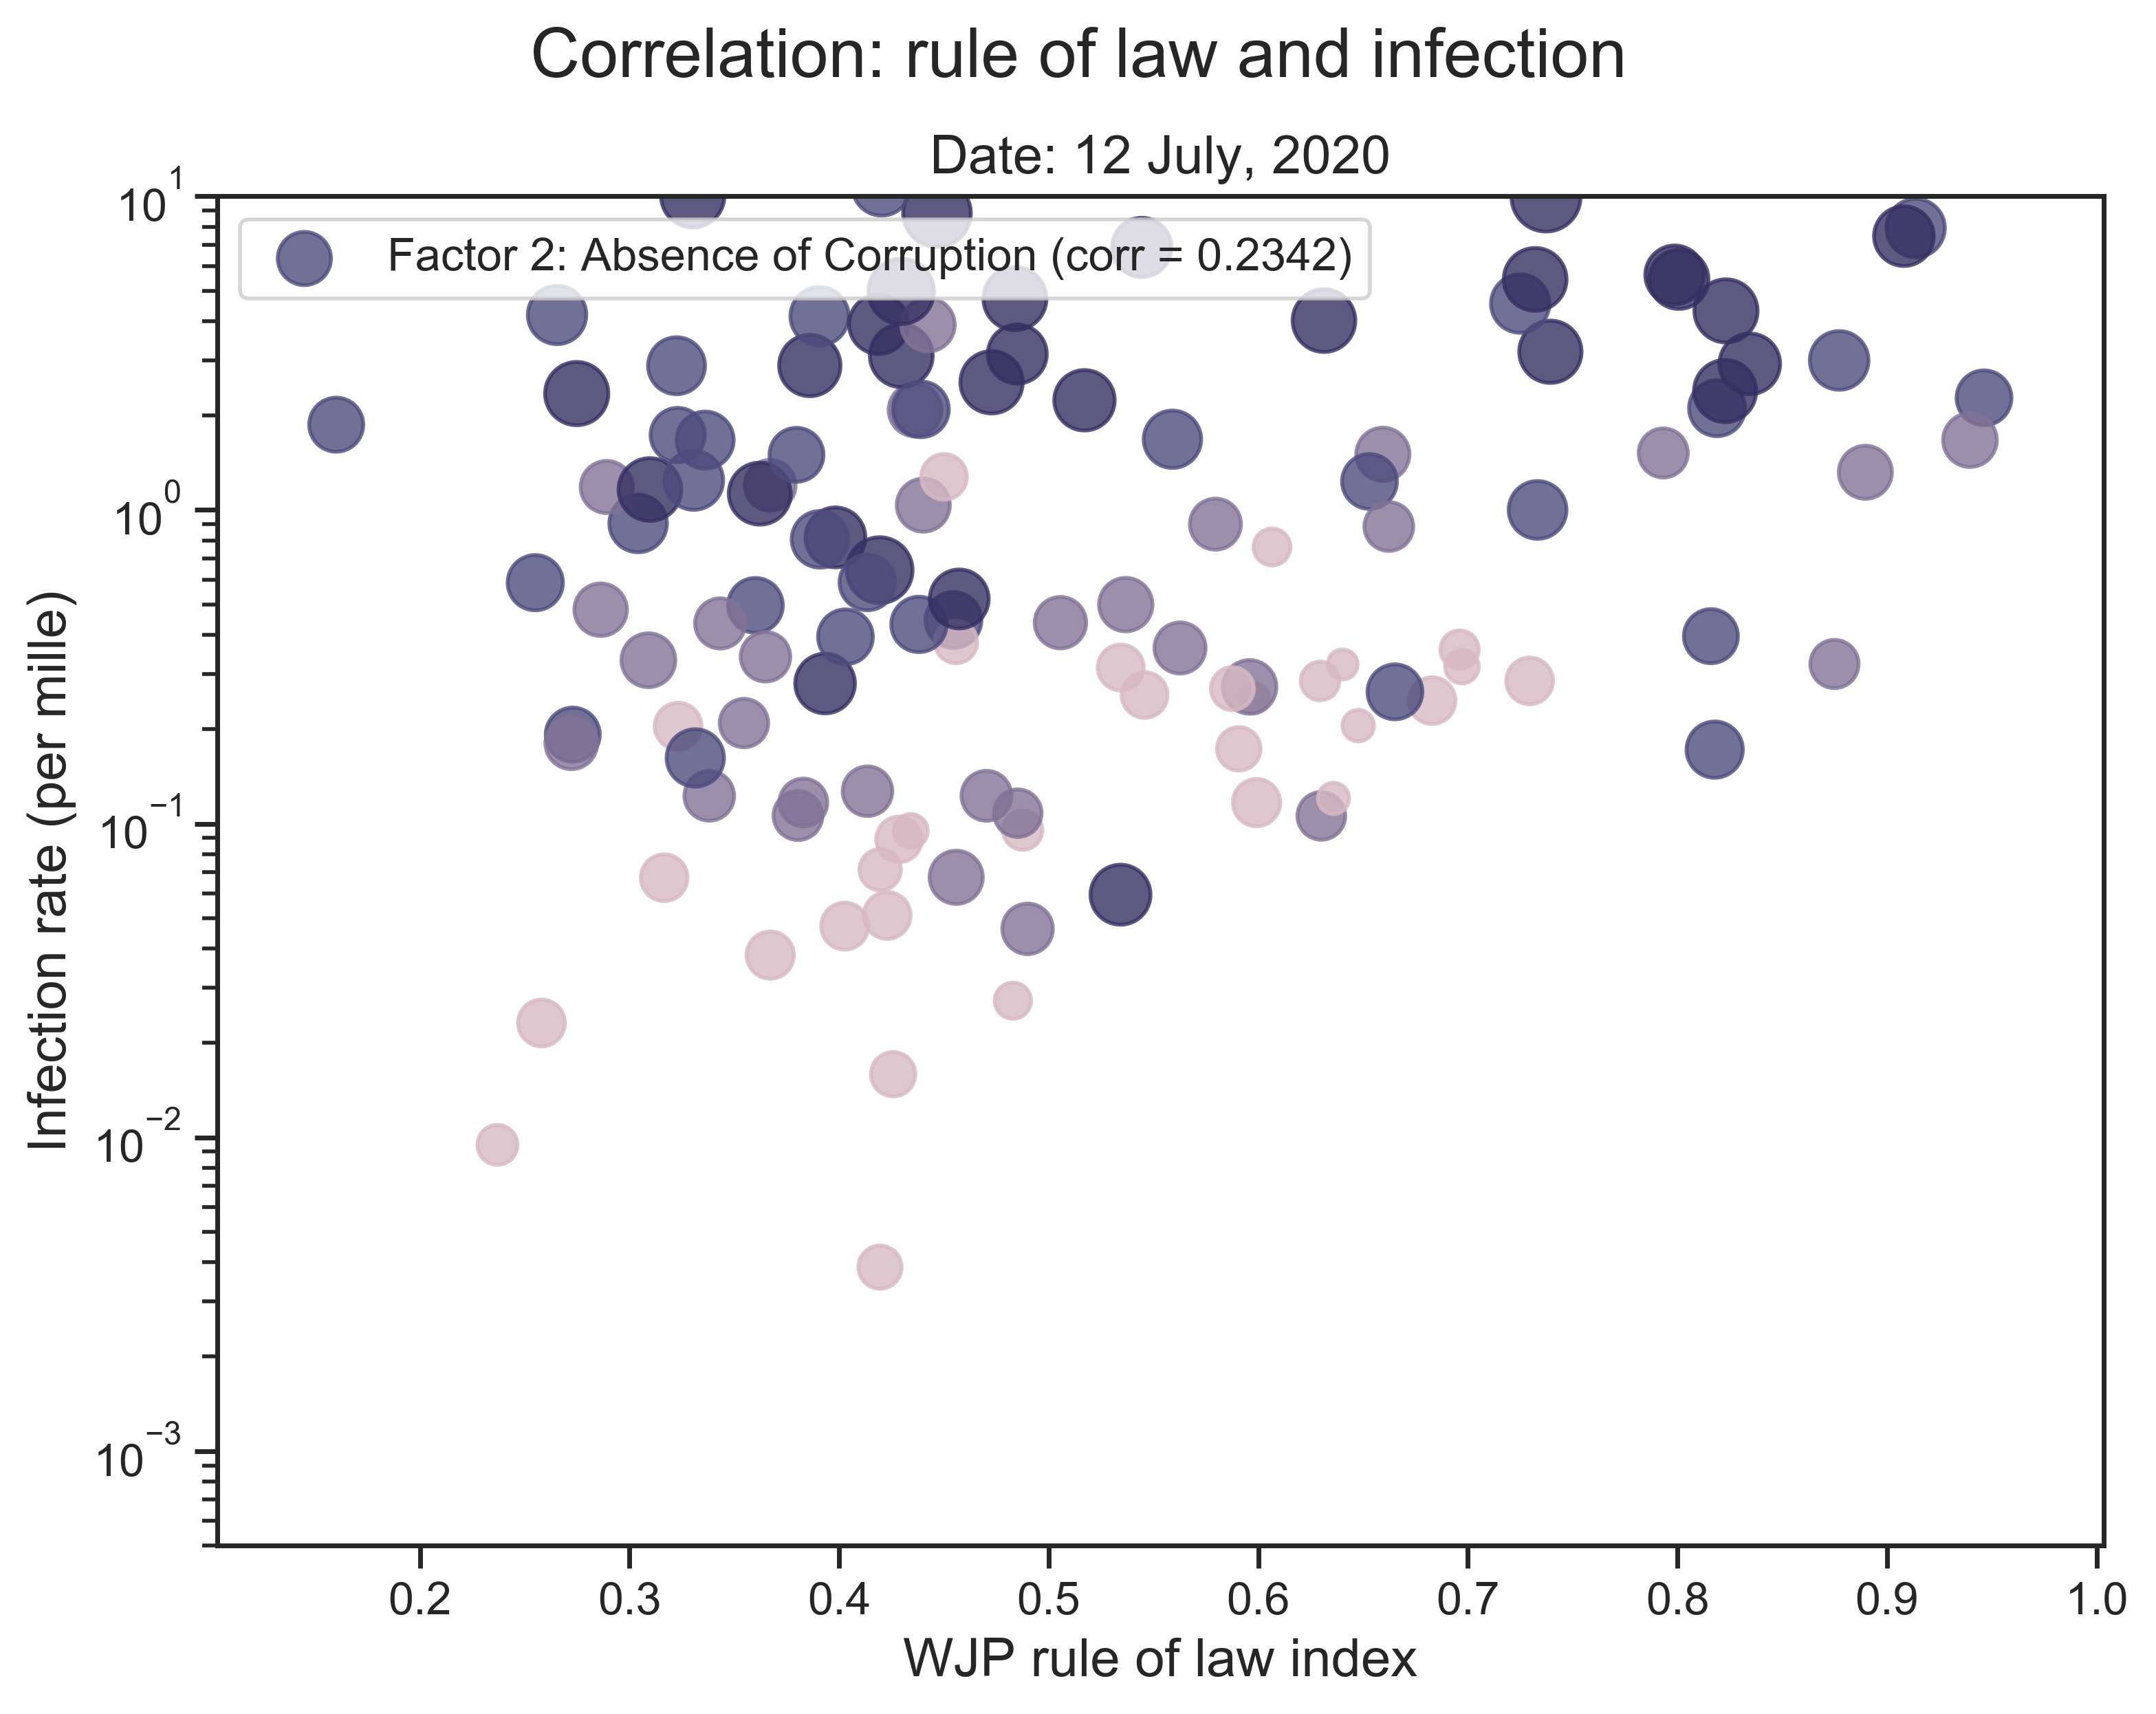 Correlation: rule of law and infection
Date: 12 July, 2020
Factor 2: Absence of Corruption (corr = 0.2342)
Infection rate (per mille)
10^1
10^0
10^−1
10^−2
10^−3
0.2 0.3 0.4 0.5 0.6 0.7 0.8 0.9 1.0
WJP rule of law index